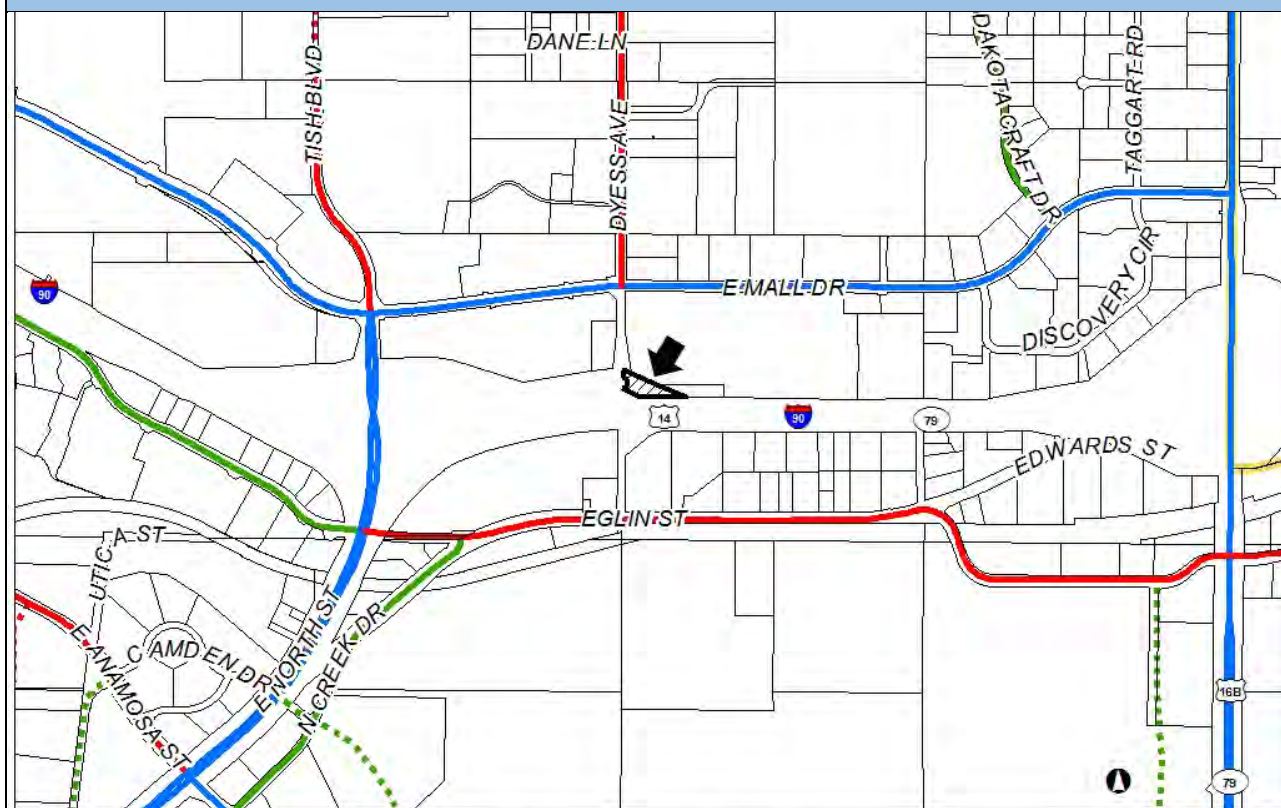 DANE LN
DAKOTA CRAFT DR
TAGGART RD
TISH BLVD
DYESS AVE
90
E MALL DR
DISCOVERY CIR
14
90
79
EDWARDS ST
EGLIN ST
UTICA ST
E NORTH ST
N CREEK DR
CAMDEN DR
E ANAMOSA ST
16B
79